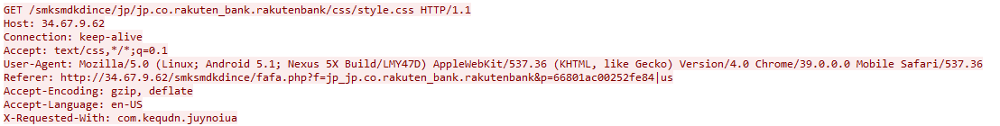 GET /smksmdkdince/jp/jp.co.rakuten_bank.rakutenbank/css/style.css HTTP/1.1
Host: 34.67.9.62
Connection: keep-alive
Accept: text/css,*/*;q=0.1
User-Agent: Mozilla/5.0 (Linux; Android 5.1; Nexus 5X Build/LMY47D) AppleWebKit/537.36 (KHTML, like Gecko) Version/4.0 Chrome/39.0.0.0 Mobile Safari/537.36
Referer: http://34.67.9.62/smksmdkdince/fafa.php?f=jp_jp.co.rakuten_bank.rakutenbank&p=66801ac00252fe84|us
Accept-Encoding: gzip, deflate
Accept-Language: en-US
X-Requested-With: com.kequdn.juynoiua